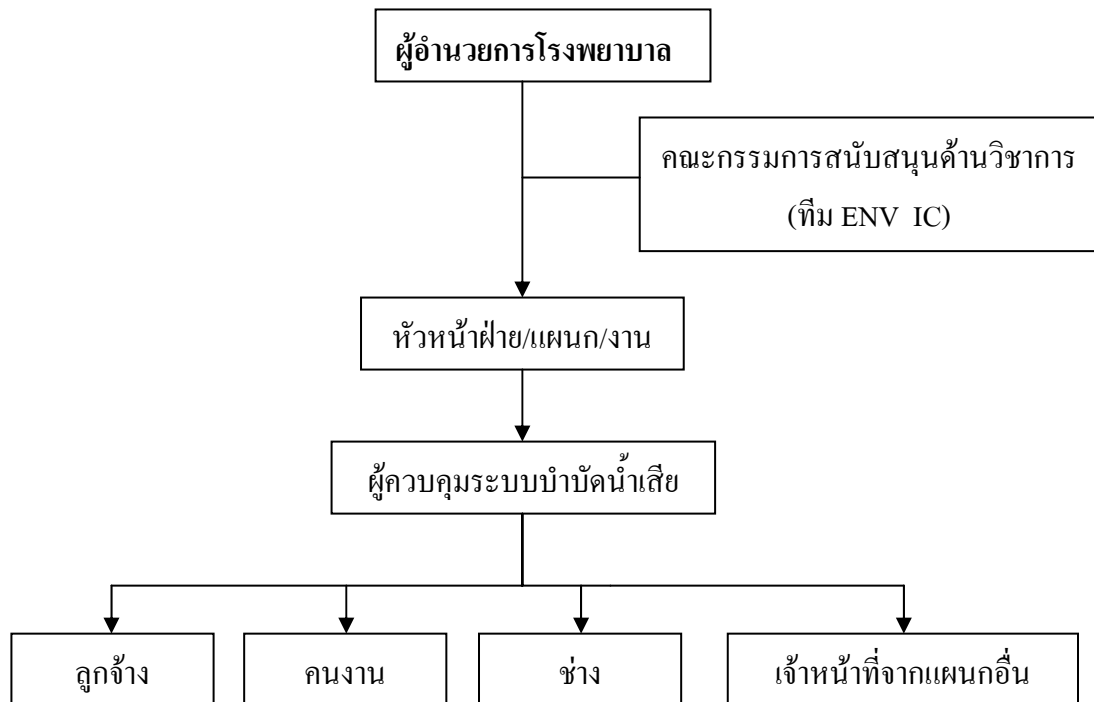 ผู้อำนวยการโรงพยาบาล
คณะกรรมการสนับสนุนด้านวิชาการ
(ทีม ENV IC)
หัวหน้าฝ่าย/แผนก/งาน
ผู้ควบคุมระบบบำบัดน้ำเสีย
ลูกจ้าง
คนงาน
ช่าง
เจ้าหน้าที่จากแผนกอื่น